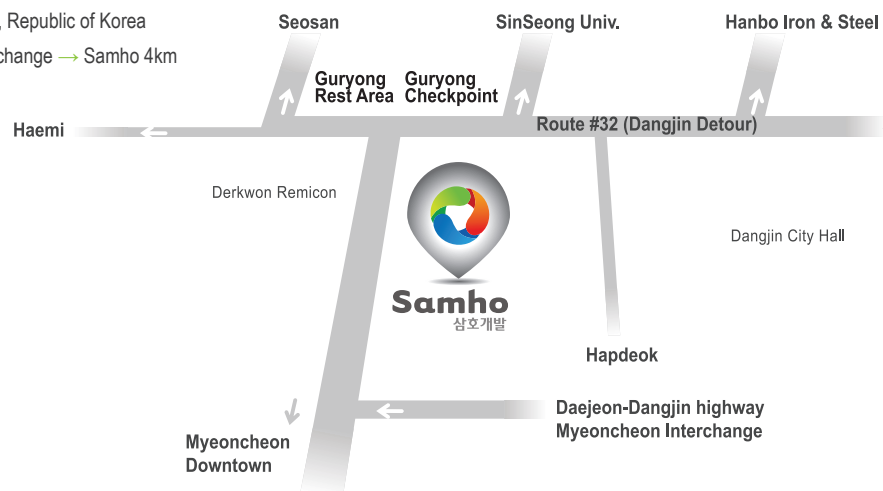 , Republic of Korea
change → Samho 4km
Seosan
SinSeong Univ.
Hanbo Iron & Steel
Guryong
Rest Area
Guryong
Checkpoint
Haemi
Route #32 (Dangjin Detour)
Derkwon Remicon
Dangjin City Hall
Samho
삼호개발
Hapdeok
Daejeon-Dangjin highway
Myeoncheon Interchange
Myeoncheon
Downtown